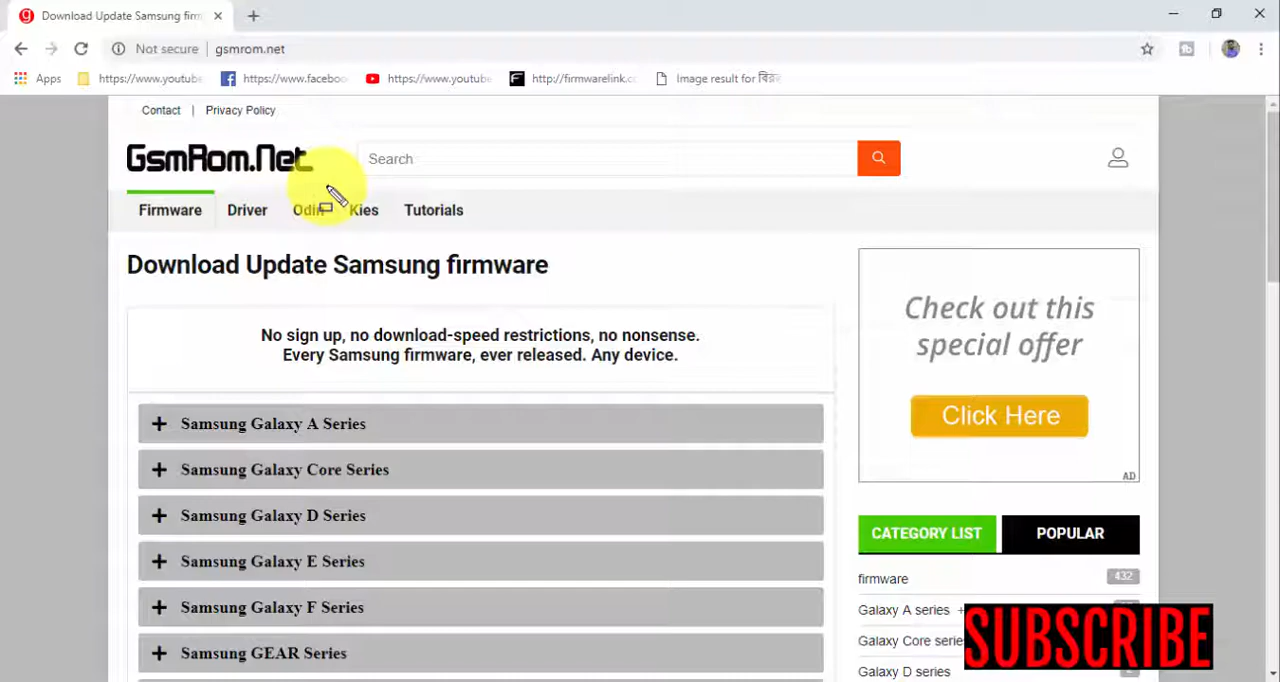 Download Update Samsung firm
Not secure
gsmrom.net
Apps
https://www.youtube
https://www.faceboo
https://www.youtube
http://firmwarelink.co
Image result for বির
Contact | Privacy Policy
GsmRom.Net
Search
Firmware
Driver
Odin
Kies
Tutorials
Download Update Samsung firmware
No sign up, no download-speed restrictions, no nonsense.
Every Samsung firmware, ever released. Any device.
Samsung Galaxy A Series
Samsung Galaxy Core Series
Samsung Galaxy D Series
Samsung Galaxy E Series
Samsung Galaxy F Series
Samsung GEAR Series
Check out this
special offer
Click Here
AD
CATEGORY LIST
POPULAR
firmware
432
Galaxy A series +
Galaxy Core serie
Galaxy D series
SUBSCRIBE